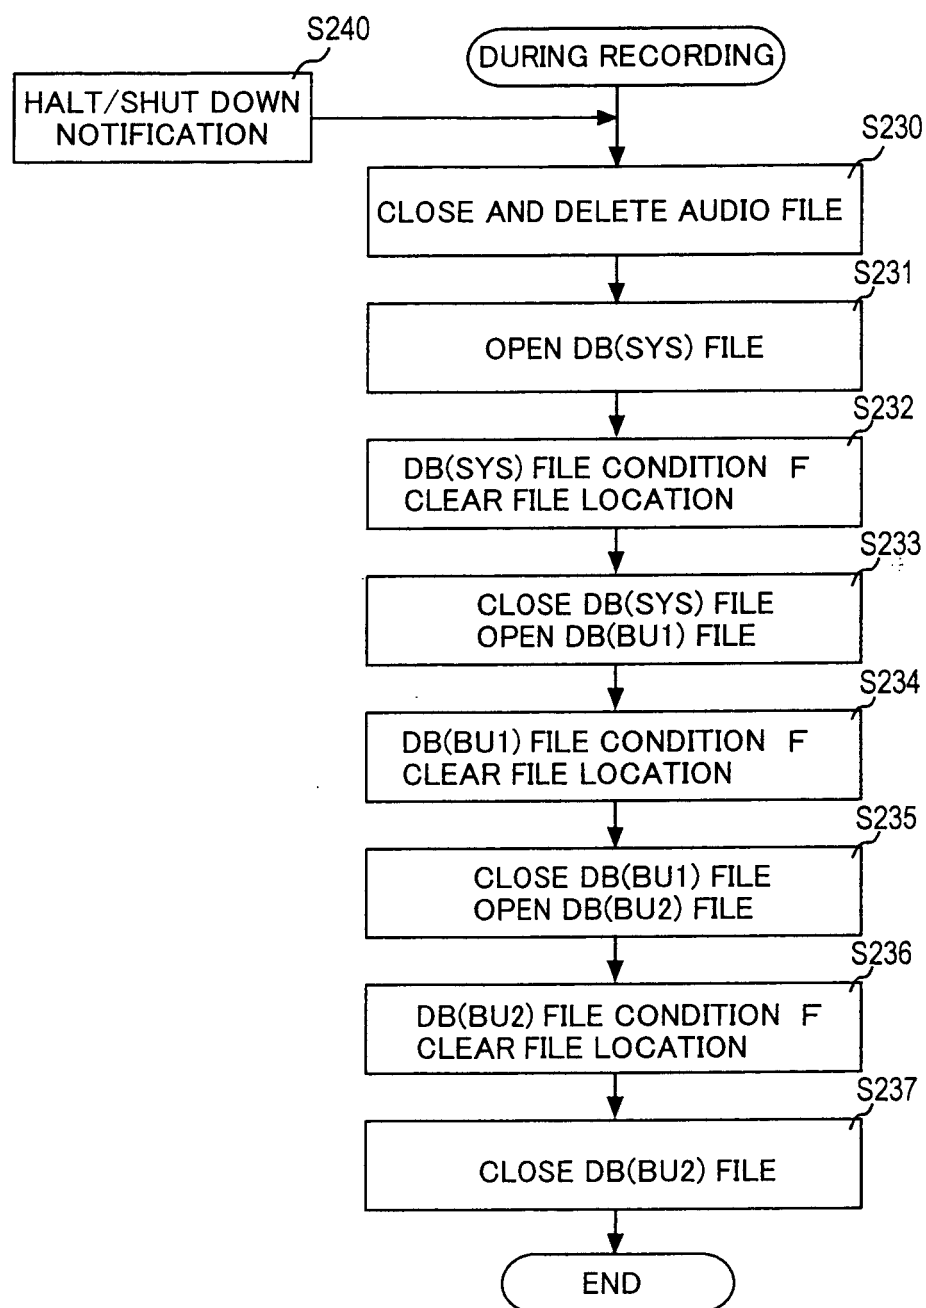 S240
DURING RECORDING
HALT/SHUT DOWN
NOTIFICATION
S230
CLOSE AND DELETE AUDIO FILE
S231
OPEN DB(SYS) FILE
S232
DB(SYS) FILE CONDITION F
CLEAR FILE LOCATION
S233
CLOSE DB(SYS) FILE
OPEN DB(BU1) FILE
S234
DB(BU1) FILE CONDITION F
CLEAR FILE LOCATION
S235
CLOSE DB(BU1) FILE
OPEN DB(BU2) FILE
S236
DB(BU2) FILE CONDITION F
CLEAR FILE LOCATION
S237
CLOSE DB(BU2) FILE
END